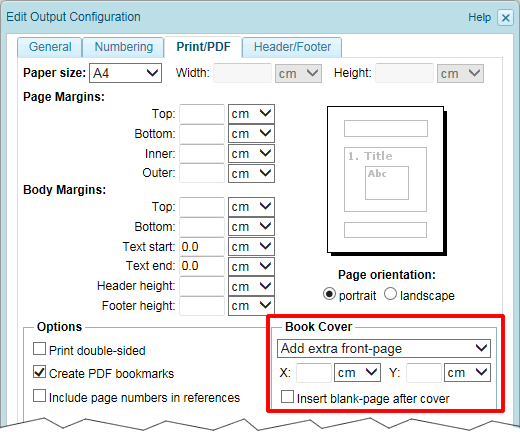 Edit Output Configuration Help
General Numbering Print/PDF Header/Footer
Paper size: A4 Width: cm Height: cm
Page Margins:
Top: cm
Bottom: cm
Inner: cm
Outer: cm
1. Title
Abc
Body Margins:
Top: cm
Bottom: cm
Text start: 0.0 cm
Text end: 0.0 cm
Header height: cm
Footer height: cm
Page orientation:
portrait landscape
Options
Print double-sided
Create PDF bookmarks
Include page numbers in references
Book Cover
Add extra front-page
X: cm Y: cm
Insert blank-page after cover